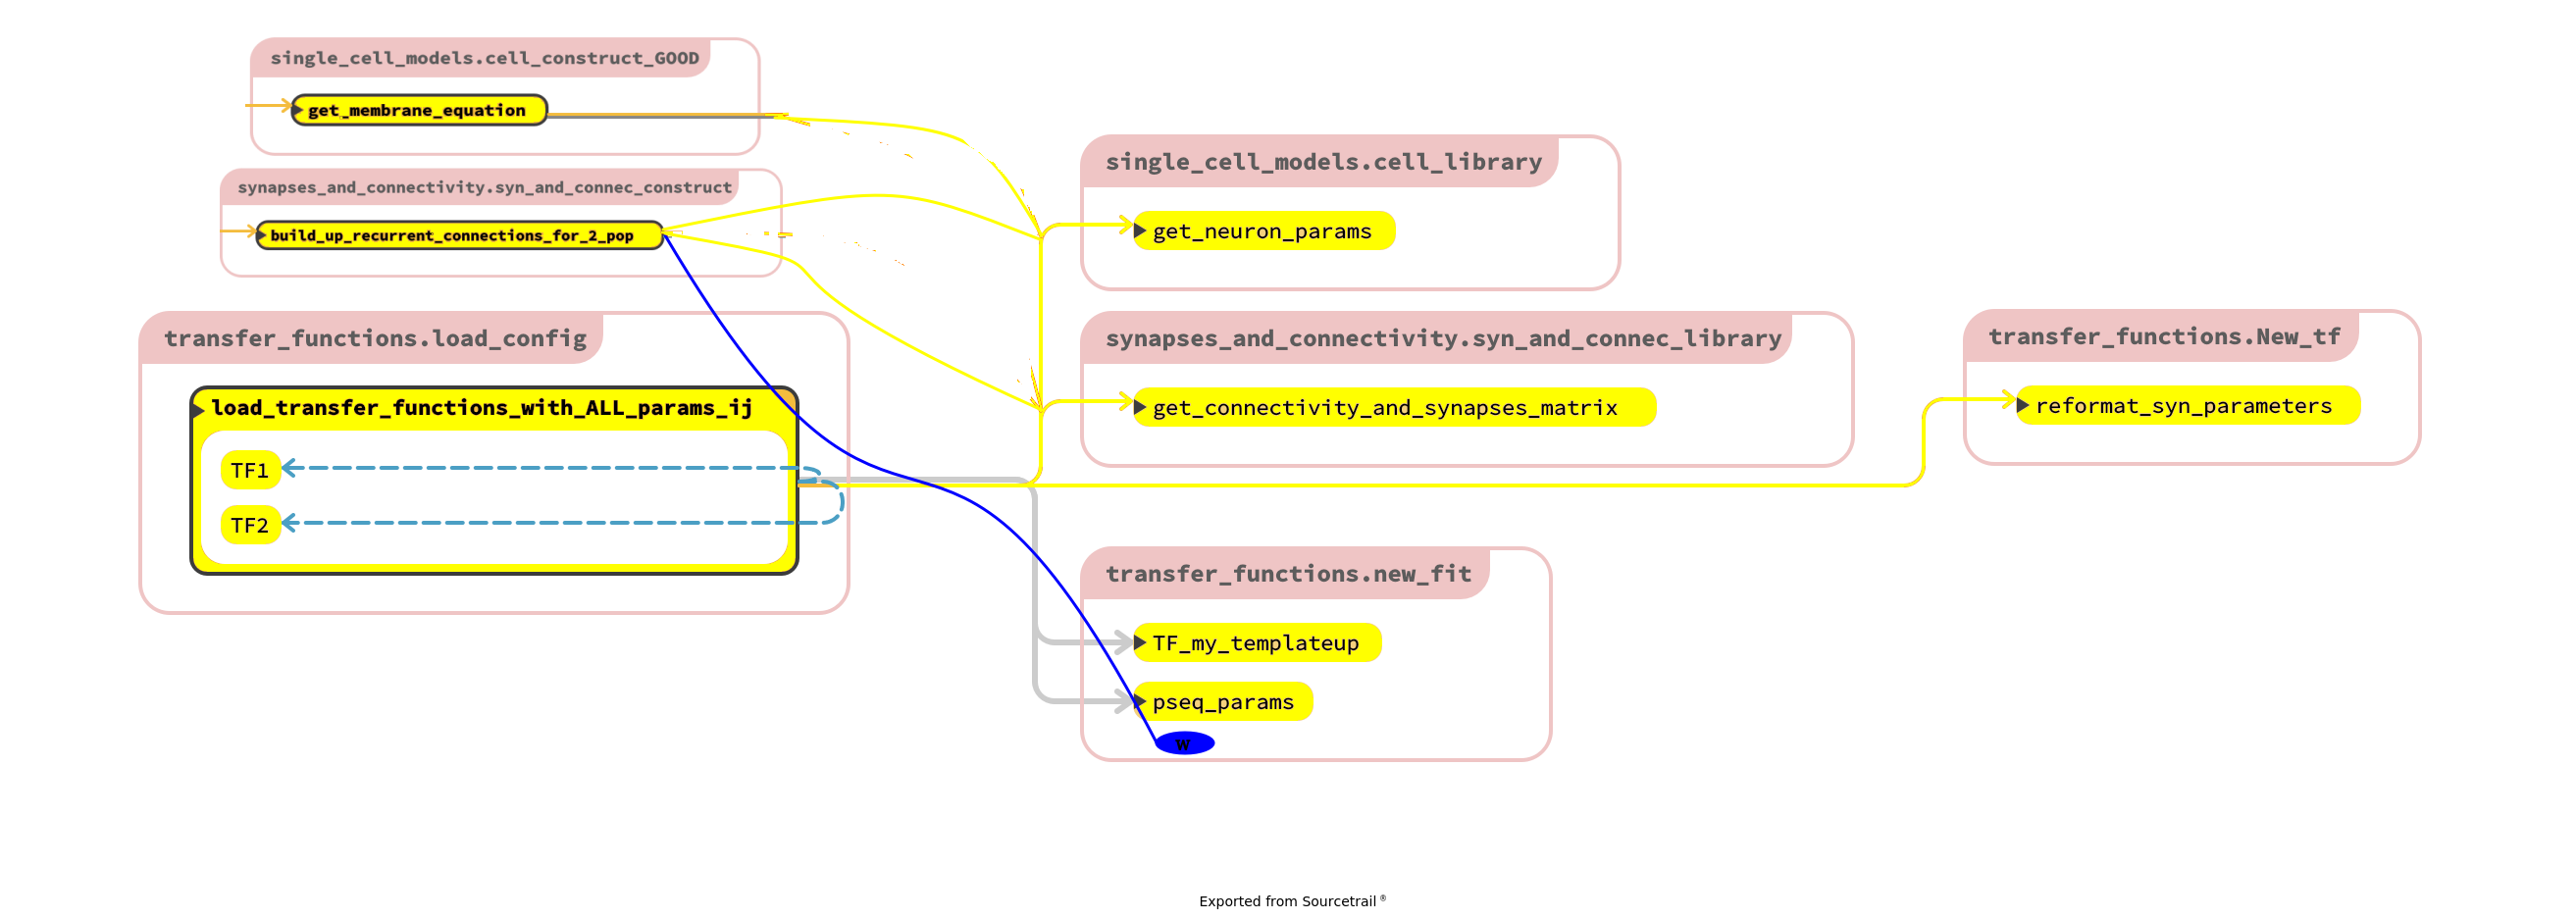 single_cell_models.cell_construct_GOOD
get_membrane_equation
synapses_and_connectivity.syn_and_connec_construct
build_up_recurrent_connections_for_2_pop
transfer_functions.load_config
load_transfer_functions_with_ALL_params_ij
TF1
TF2
single_cell_models.cell_library
get_neuron_params
synapses_and_connectivity.syn_and_connec_library
get_connectivity_and_synapses_matrix
transfer_functions.New_tf
reformat_syn_parameters
transfer_functions.new_fit
TF_my_templateup
pseq_params
w
Exported from Sourcetrail ®